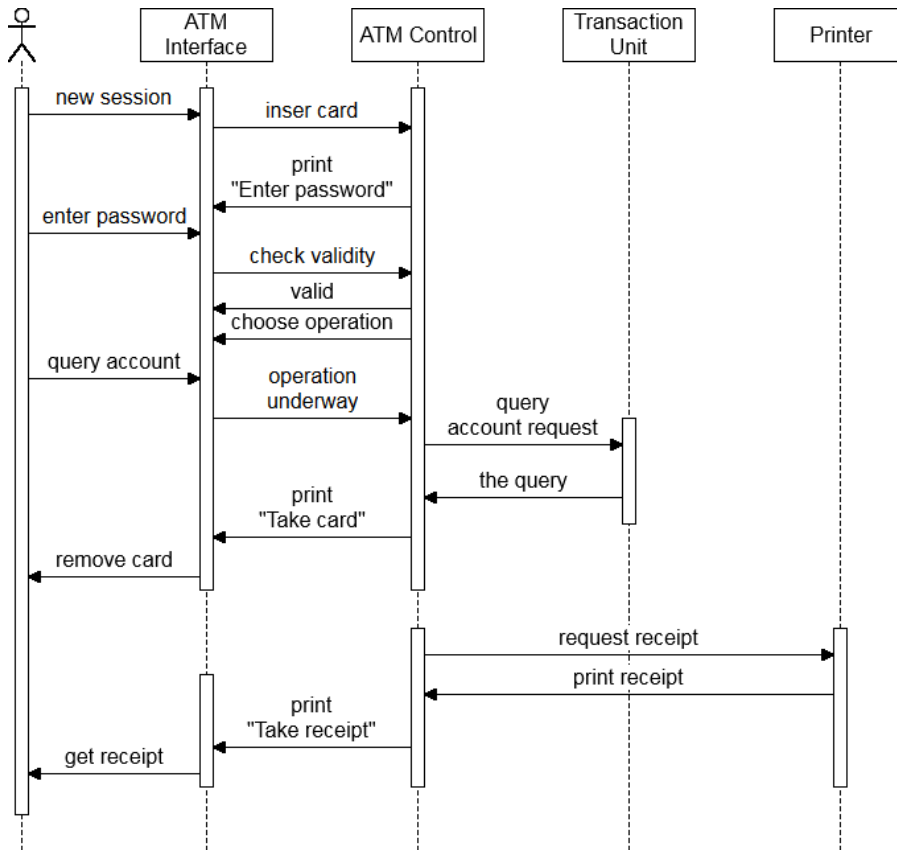 ATM
Interface
ATM Control
Transaction
Unit
Printer
new session
inser card
print
"Enter password"
enter password
check validity
valid
choose operation
query account
operation
underway
query
account request
the query
print
"Take card"
remove card
request receipt
print receipt
print
"Take receipt"
get receipt